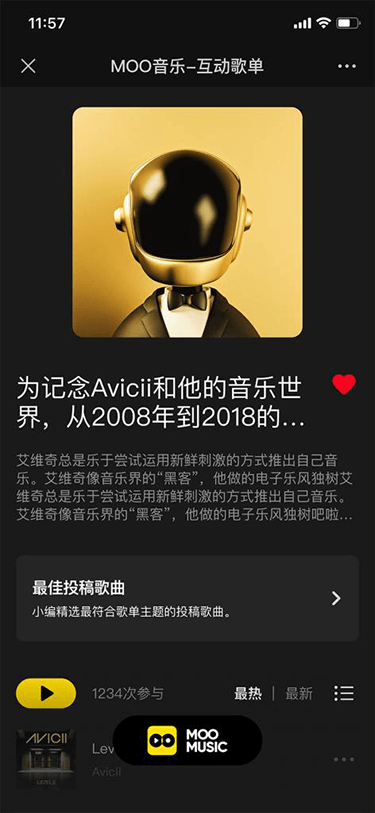 11:57
MOO音乐-互动歌单
为记念Avicii和他的音乐世
界，从2008年到2018的...
艾维奇总是乐于尝试运用新鲜刺激的方式推出自己音
乐。艾维奇像音乐界的“黑客”，他做的电子乐风独树艾
维奇总是乐于尝试运用新鲜刺激的方式推出自己音乐。
艾维奇像音乐界的“黑客”，他做的电子乐风独树吧啦...
最佳投稿歌曲
小编精选最符合歌单主题的投稿歌曲。
1234次参与
最热 | 最新
AVICII
Lev
Avicii
MOO
MUSIC